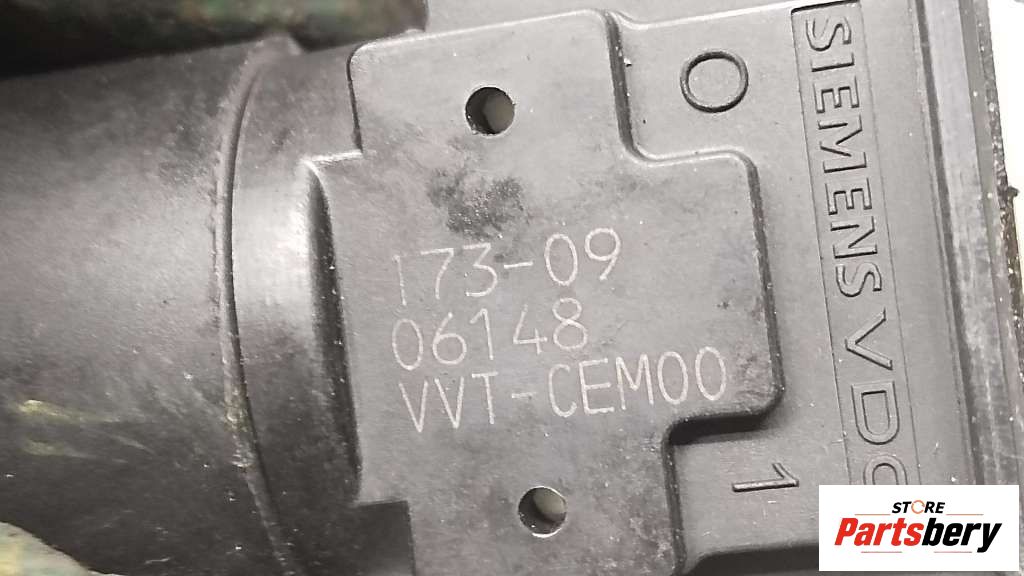 173-09
06148
VVT-CEM00
O
SIEMENS VDO
1
STORE
Partsbery